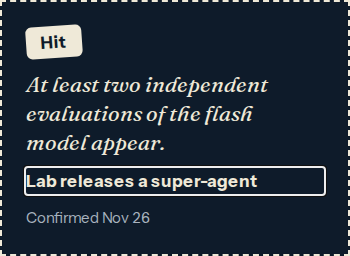 Hit
At least two independent
evaluations of the flash
model appear.
Lab releases a super-agent
Confirmed Nov 26